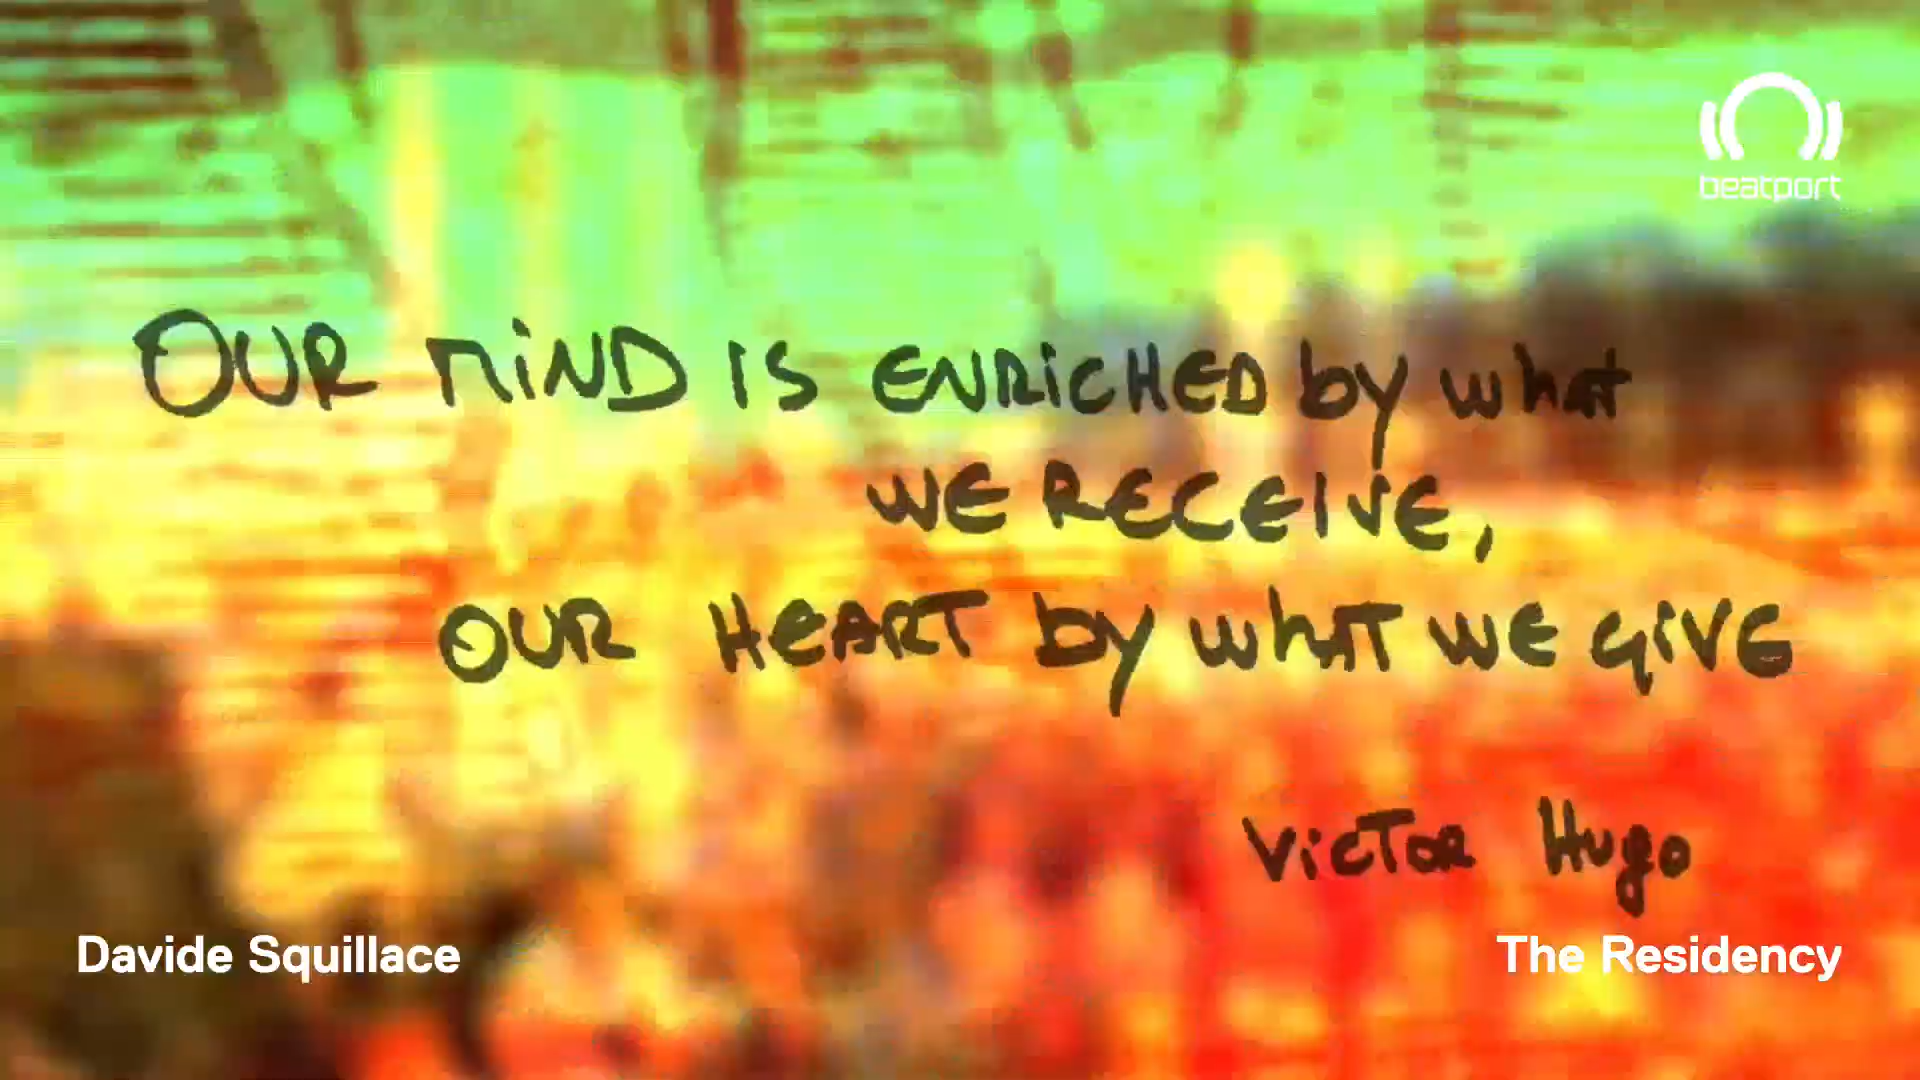 beatport
OUR MiND IS ENRiCHED by what
WE RECEIVE,
OUR HEART by whAT WE GiVE
VicTOR Hugo
Davide Squillace
The Residency